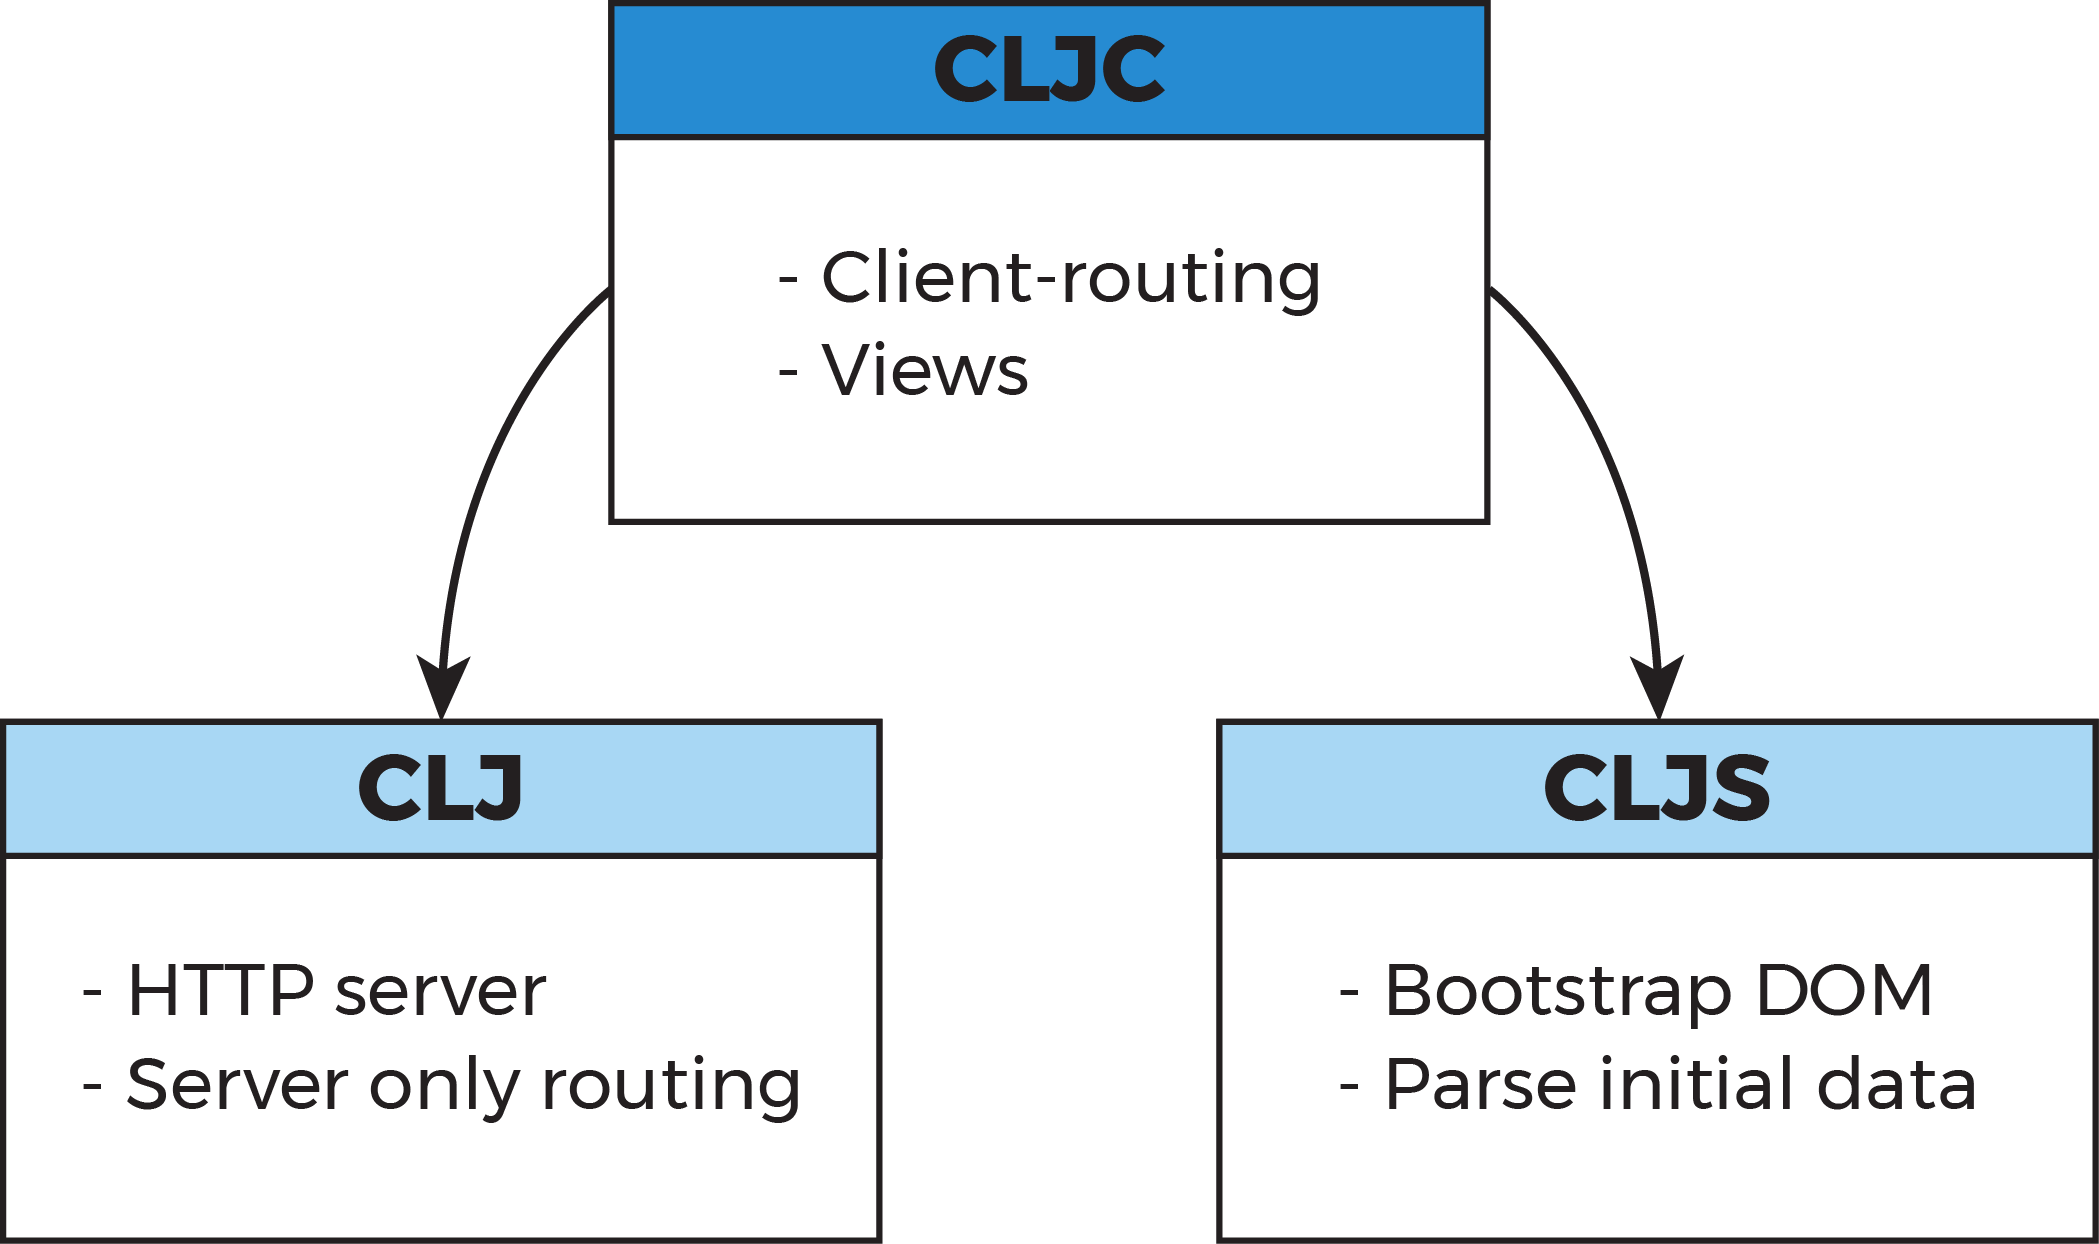 CLJC
- Client-routing
- Views
CLJ
- HTTP server
- Server only routing
CLJS
- Bootstrap DOM
- Parse initial data